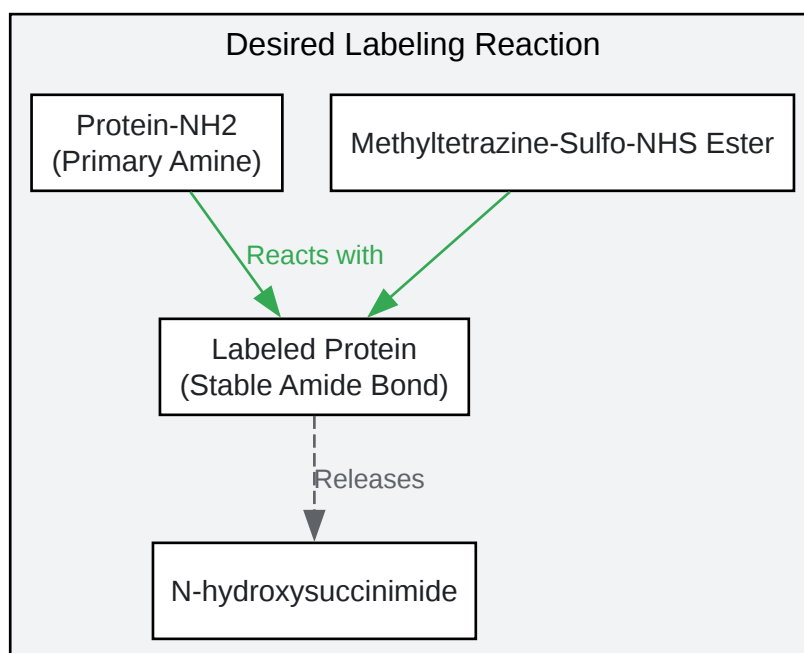 Desired Labeling Reaction
Protein-NH2
(Primary Amine)
Methyltetrazine-Sulfo-NHS Ester
Reacts with
Labeled Protein
(Stable Amide Bond)
Releases
N-hydroxysuccinimide